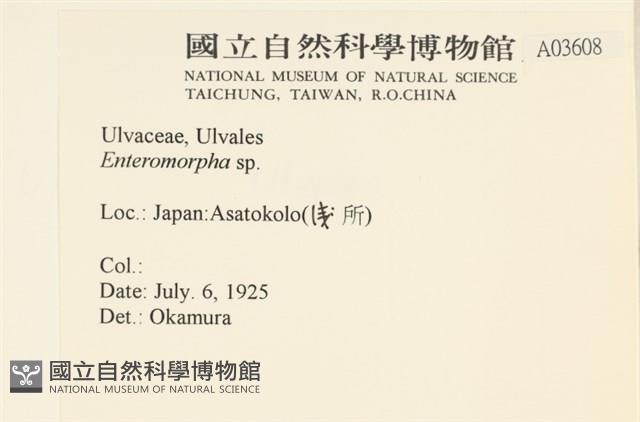 國立自然科學博物館 A03608
NATIONAL MUSEUM OF NATURAL SCIENCE
TAICHUNG, TAIWAN, R.O.CHINA
Ulvaceae, Ulvales
Enteromorpha sp.
Loc.: Japan:Asatokolo(浅所)
Col.:
Date: July. 6, 1925
Det.: Okamura
國立自然科學博物館
NATIONAL MUSEUM OF NATURAL SCIENCE